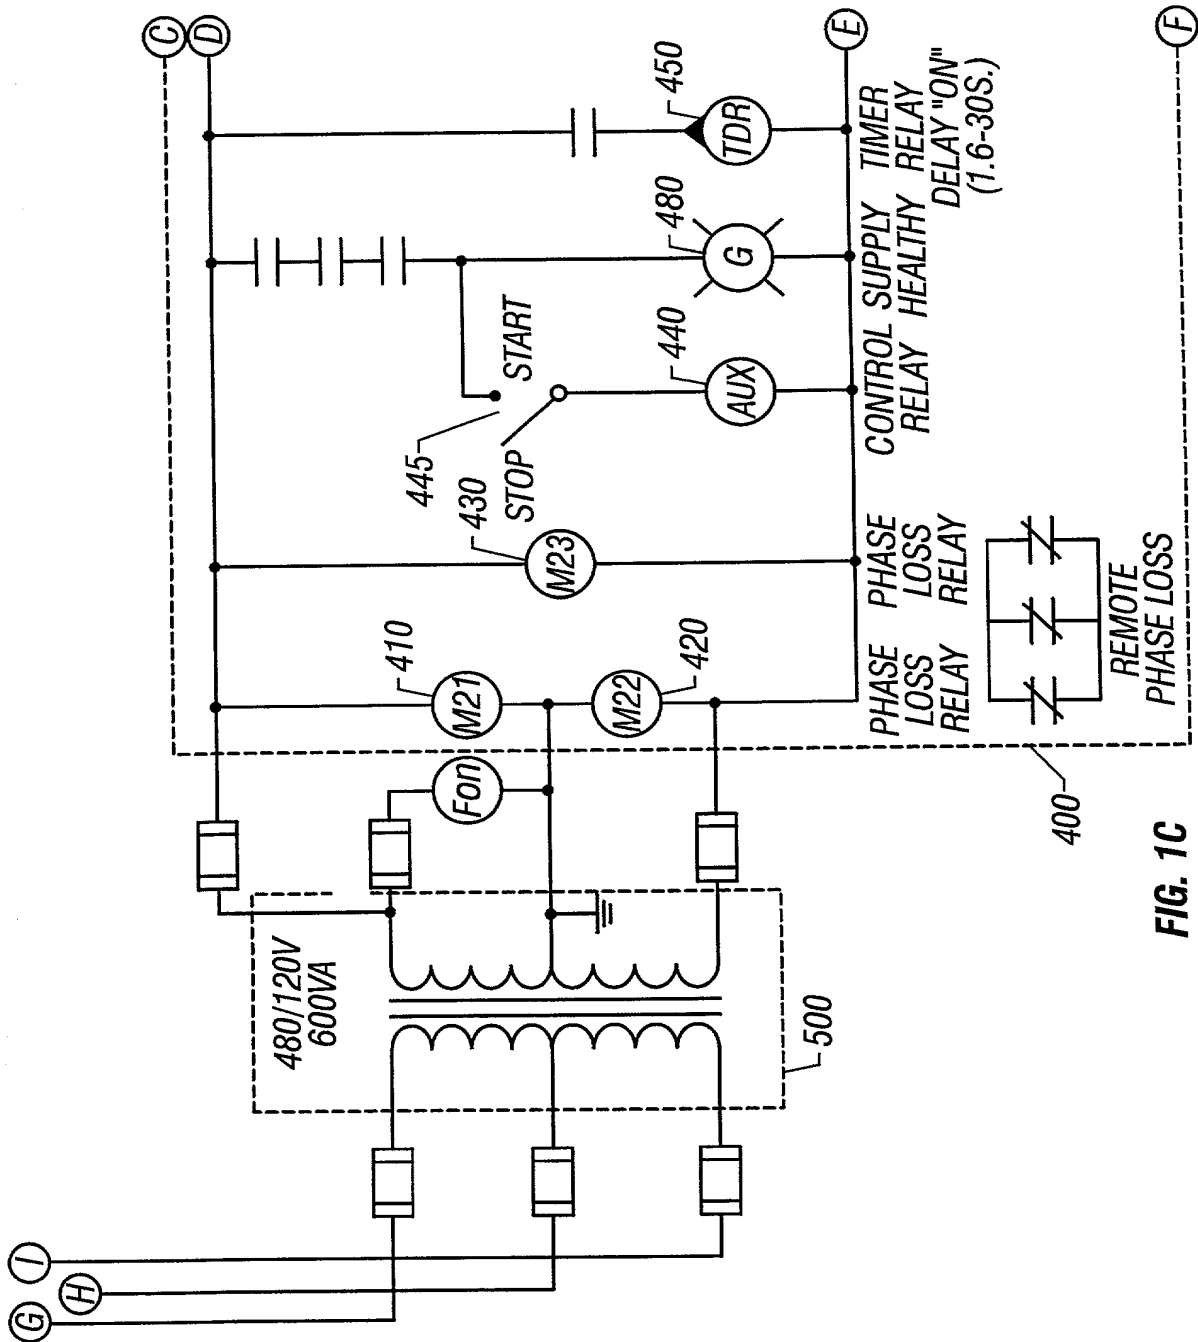 C
D
E
F
G
H
I
480/120V
600VA
500
Fon
M21
410
M22
420
M23
430
445
STOP
START
AUX
440
G
480
TDR
450
PHASE
LOSS
RELAY
PHASE
LOSS
RELAY
CONTROL
RELAY
SUPPLY
HEALTHY
TIMER
RELAY
DELAY "ON"
(1.6-30S.)
REMOTE
PHASE LOSS
400
FIG. 1C